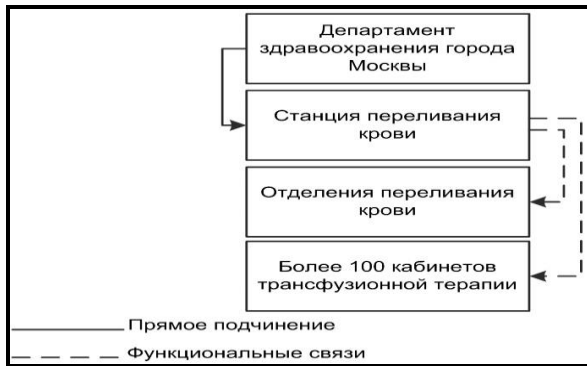 Департамент
здравоохранения города
Москвы
Станция переливания
крови
Отделения переливания
крови
Более 100 кабинетов
трансфузионной терапии
Прямое подчинение
Функциональные связи